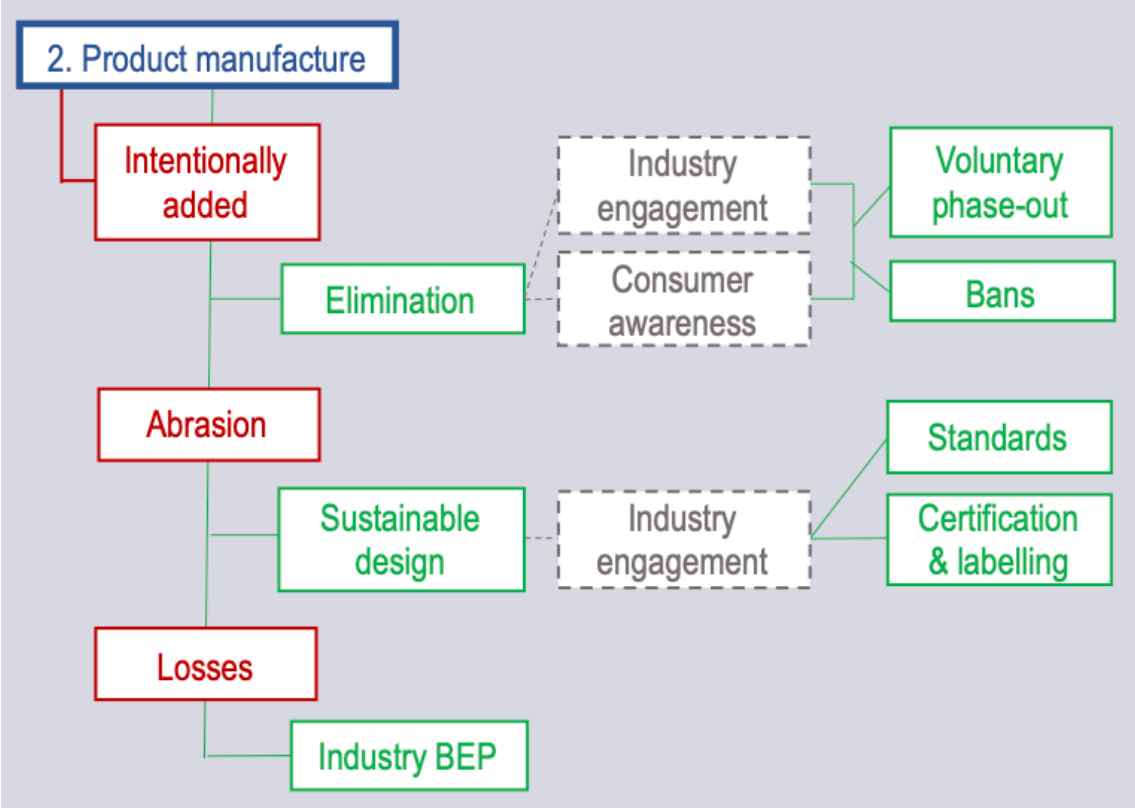 2. Product manufacture
Intentionally
added
Industry
engagement
Voluntary
phase-out
Elimination
Consumer
awareness
Bans
Abrasion
Standards
Sustainable
design
Industry
engagement
Certification
& labelling
Losses
Industry BEP